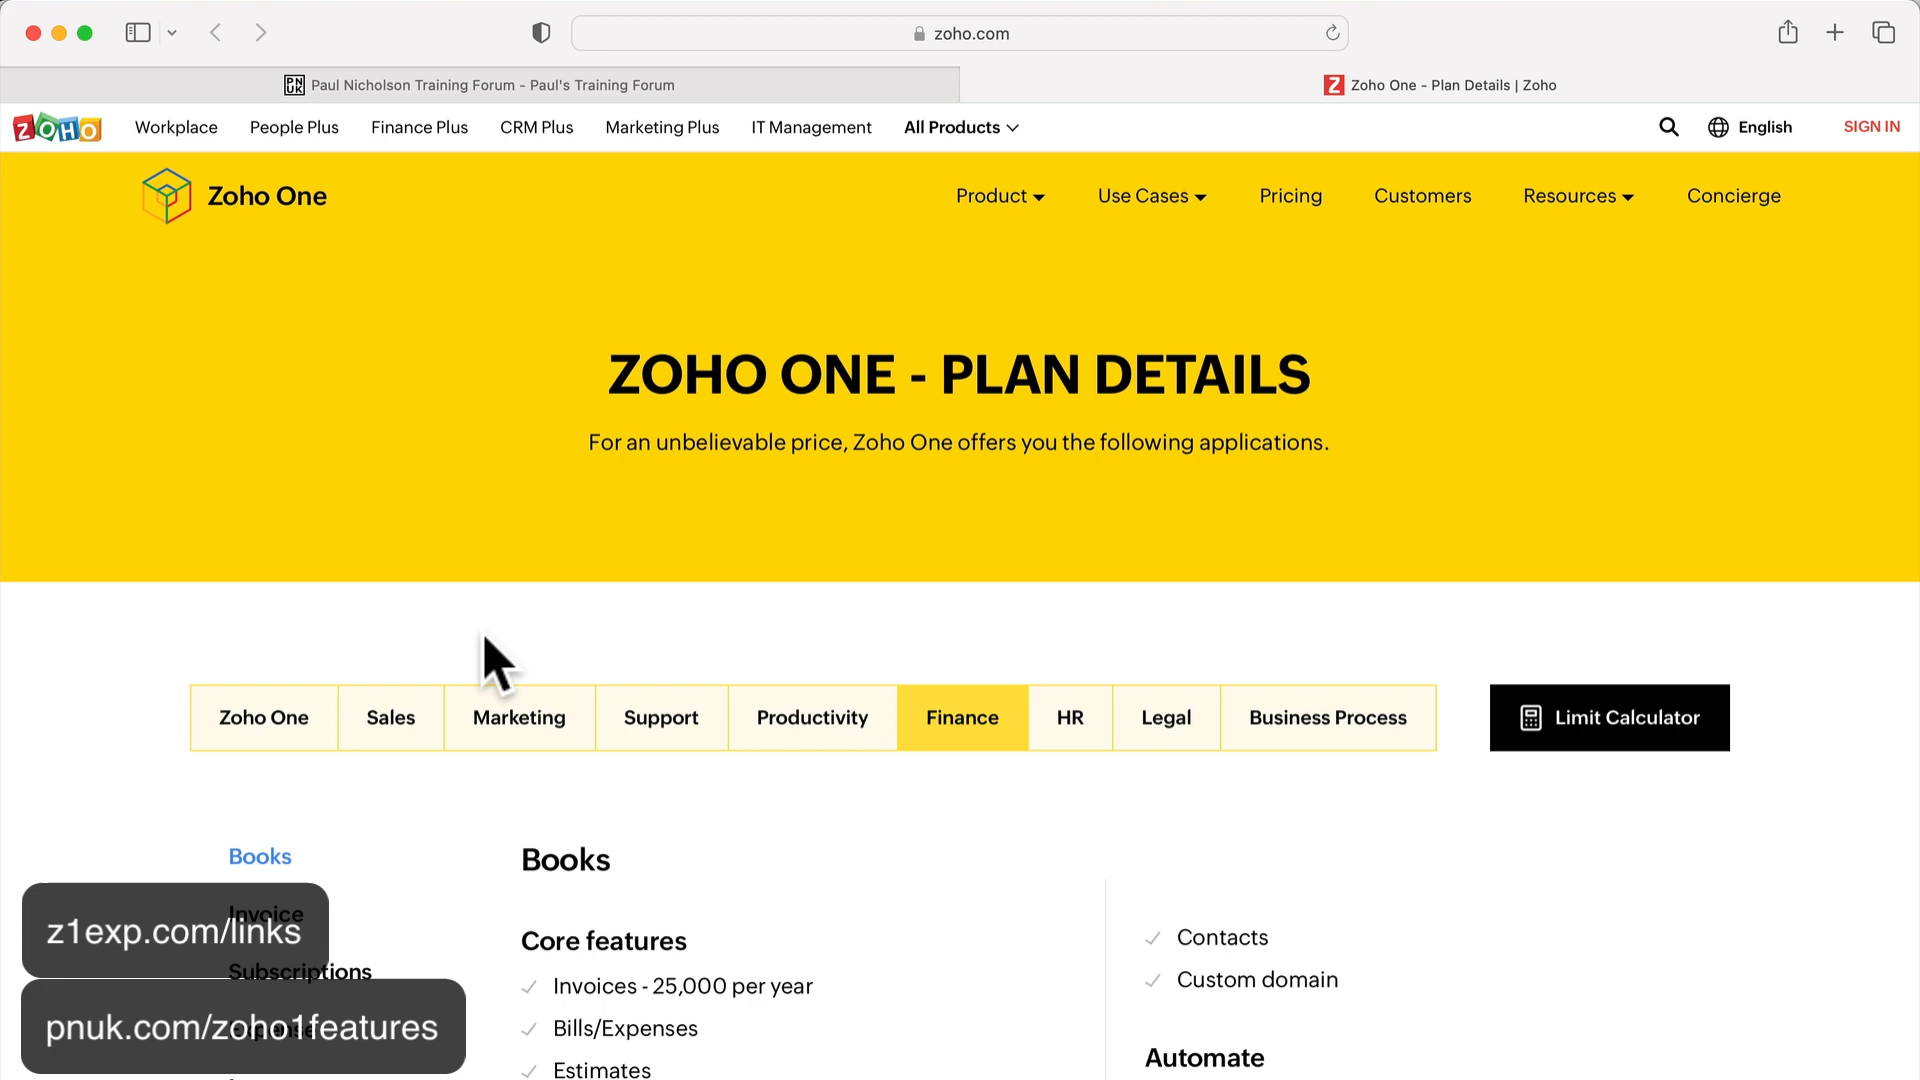 zoho.com
PN UK Paul Nicholson Training Forum – Paul's Training Forum
Z Zoho One - Plan Details | Zoho
ZOHO Workplace People Plus Finance Plus CRM Plus Marketing Plus IT Management All Products English SIGN IN
Zoho One Product Use Cases Pricing Customers Resources Concierge
ZOHO ONE - PLAN DETAILS
For an unbelievable price, Zoho One offers you the following applications.
Zoho One Sales Marketing Support Productivity Finance HR Legal Business Process Limit Calculator
Books
Invoice
Subscriptions
z1exp.com/links
pnuk.com/zoho1features
Books
Core features
Invoices - 25,000 per year
Bills/Expenses
Estimates
Contacts
Custom domain
Automate